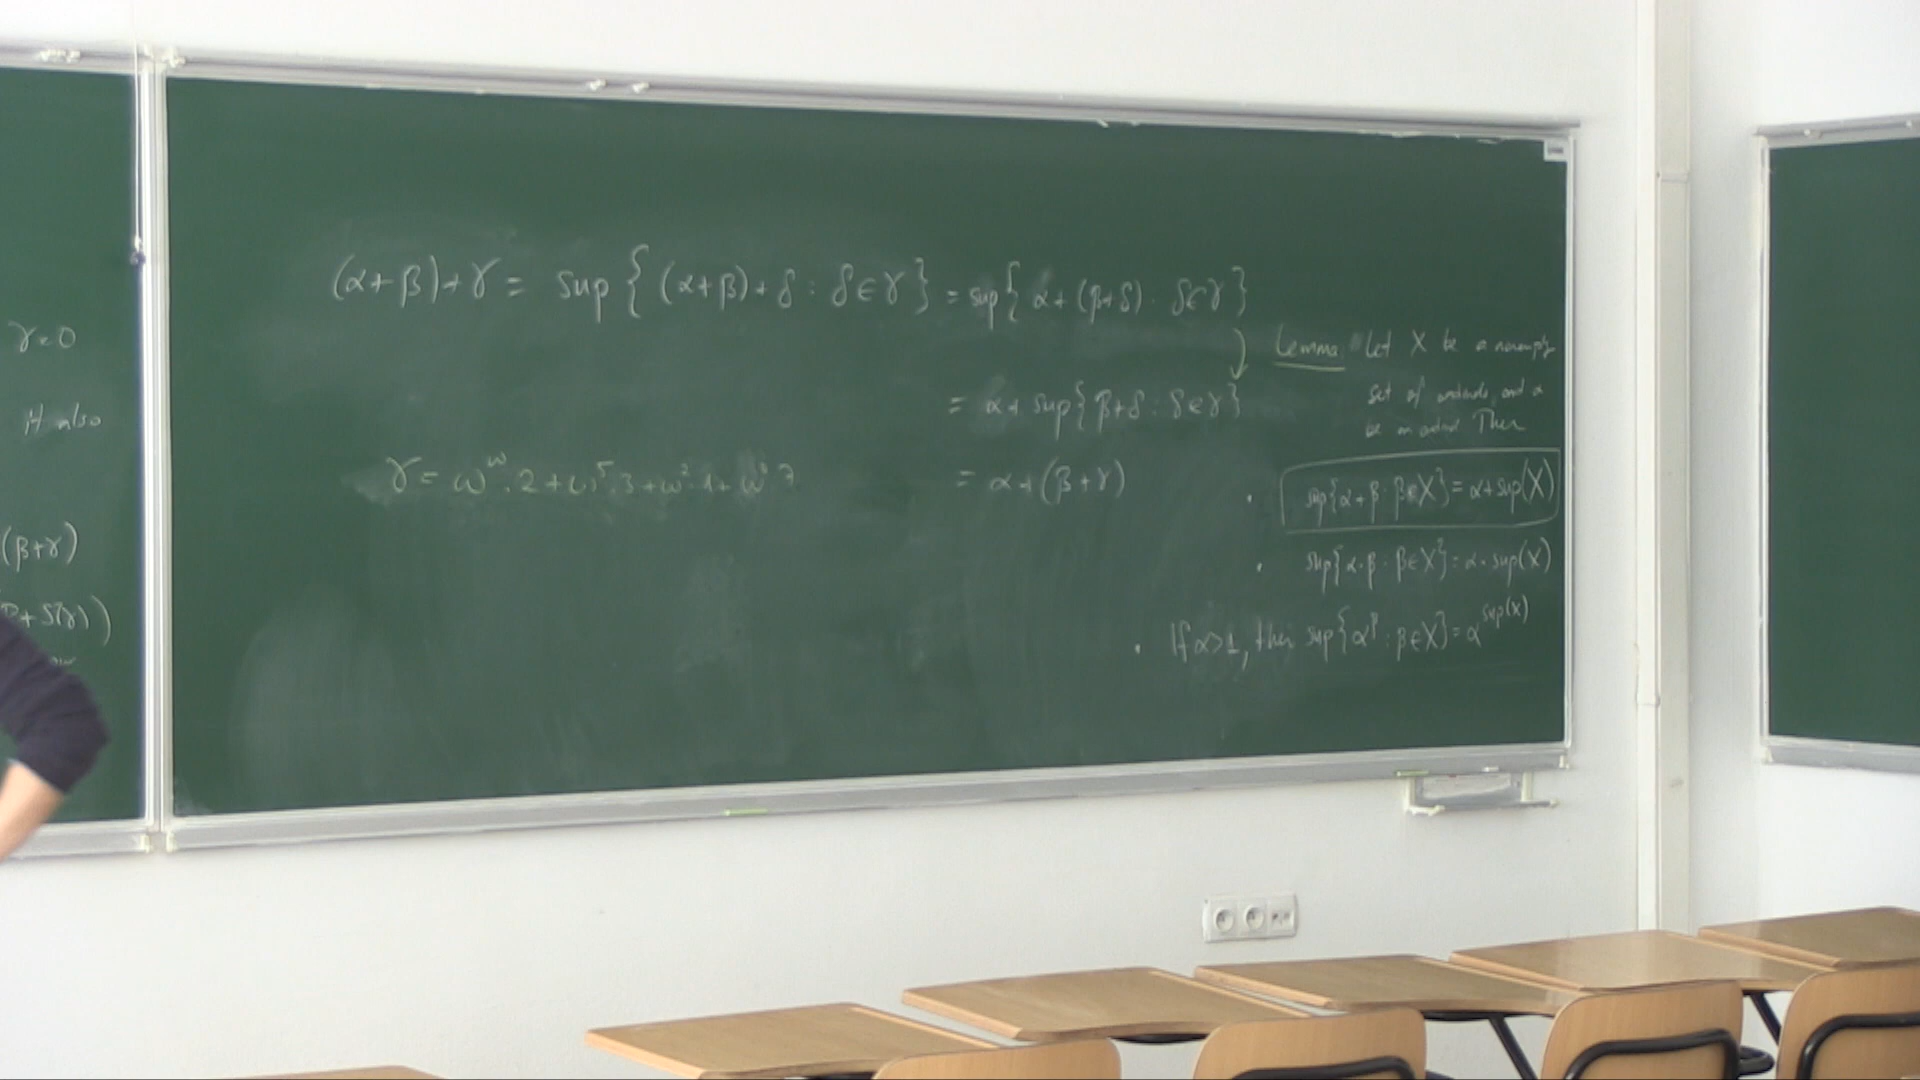 γ=0
also
(β+γ)
+S(γ))
(α+β)+γ = sup{(α+β)+δ : δ∈γ} = sup{α+(β+δ) : δ∈γ}
= α+ sup{β+δ : δ∈γ}
= α+(β+γ)
γ = ω^ω·2+ω^5·3+ω^2·1+ω^0·7
Lemma Let X be a nonempty
set of ordinals and α
be an ordinal Then
· sup{α+β : β∈X} = α+sup(X)
· sup{α·β : β∈X} = α·sup(X)
· If α>1, then sup{α^β : β∈X} = α^sup(X)